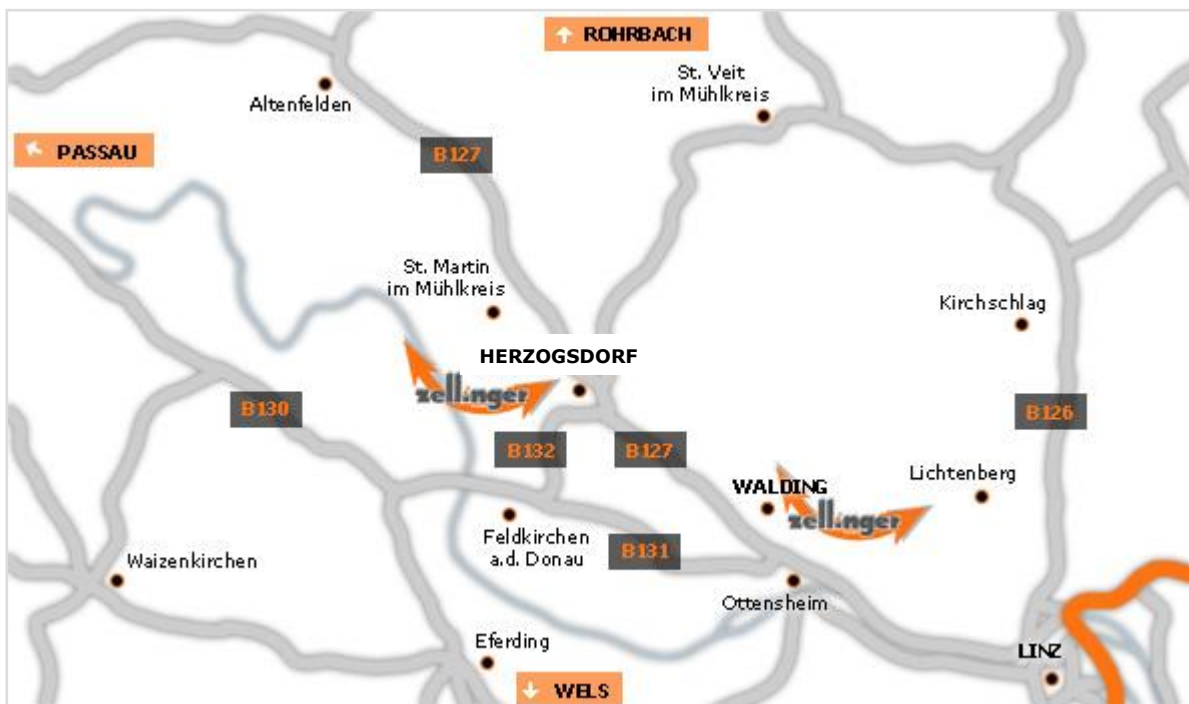 ROHRBACH
St. Veit
im Mühlkreis
Altenfelden
PASSAU
B127
St. Martin
im Mühlkreis
Kirchschlag
HERZOGSDORF
zellinger
B130
B126
B132
B127
Lichtenberg
WALDING
zellinger
Feldkirchen
a.d. Donau
B131
Waizenkirchen
Ottensheim
Eferding
LINZ
WELS